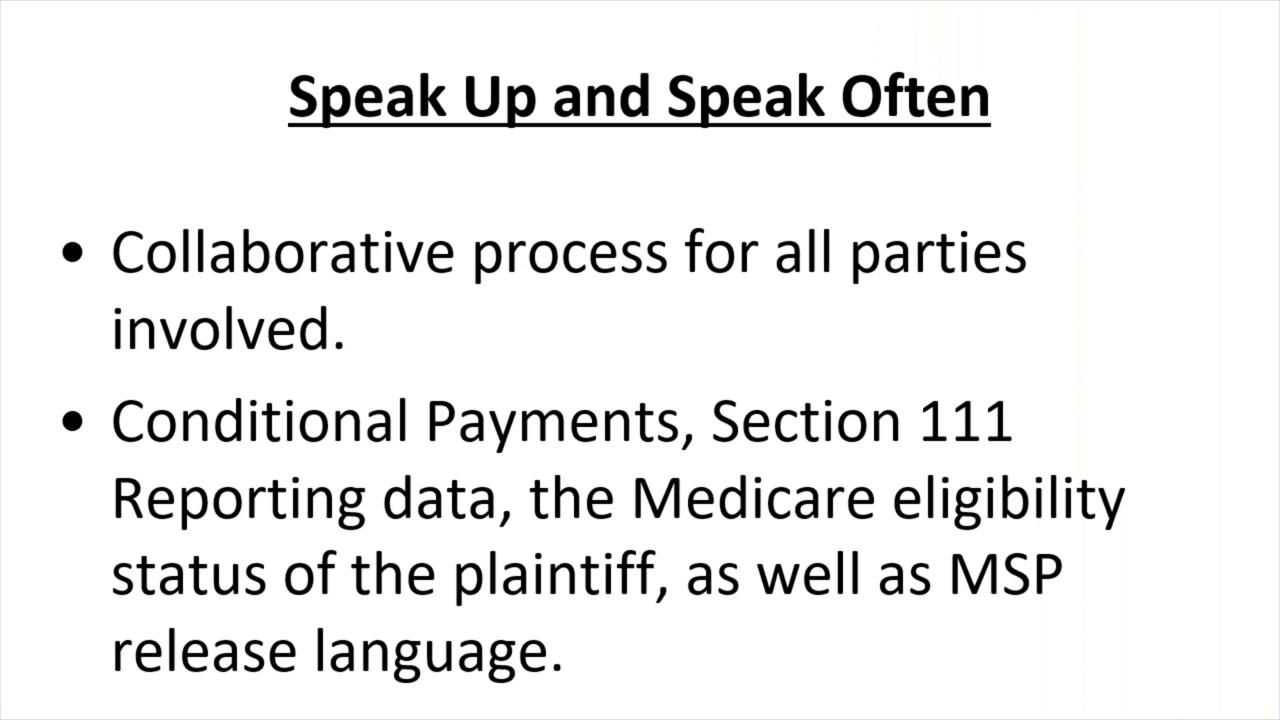 Speak Up and Speak Often
• Collaborative process for all parties
involved.
• Conditional Payments, Section 111
Reporting data, the Medicare eligibility
status of the plaintiff, as well as MSP
release language.